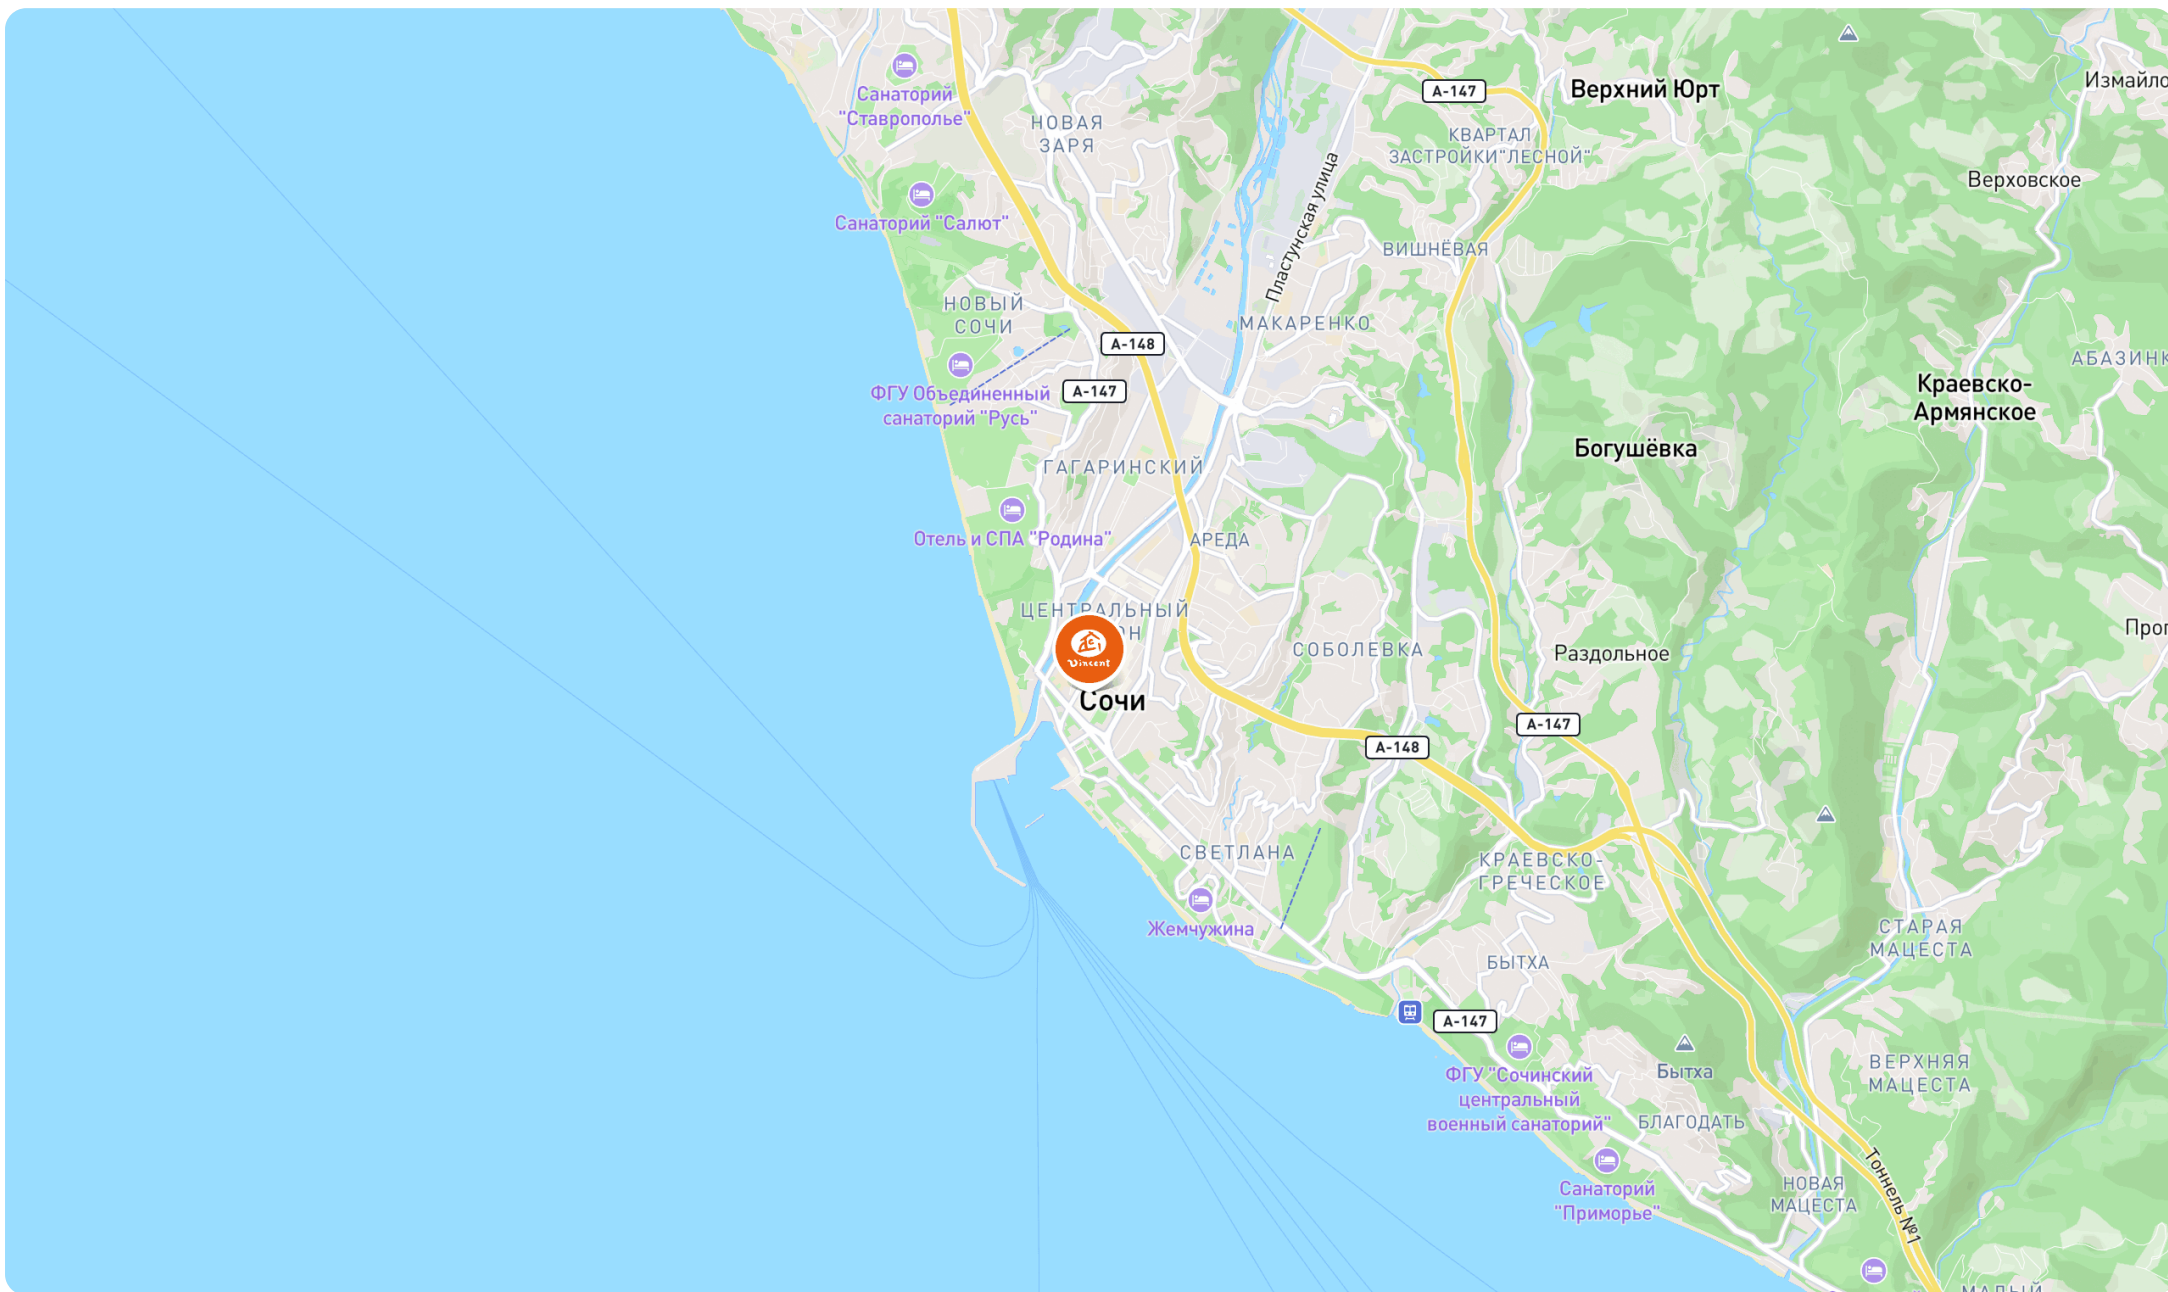 Санаторий
"Ставрополье"
НОВАЯ
ЗАРЯ
А-147
Верхний Юрт
Измайло
КВАРТАЛ
ЗАСТРОЙКИ"ЛЕСНОЙ"
Верховское
Санаторий "Салют"
Пластунская улица
ВИШНЁВАЯ
НОВЫЙ
СОЧИ
МАКАРЕНКО
А-148
АБАЗИНК
ФГУ Объединенный
санаторий "Русь"
А-147
Краевско-
Армянское
Богушёвка
ГАГАРИНСКИЙ
Отель и СПА "Родина"
АРЕДА
ЦЕНТРАЛЬНЫЙ
ОН
Vincent
Сочи
СОБОЛЕВКА
Раздольное
Прог
А-147
А-148
СВЕТЛАНА
КРАЕВСКО-
ГРЕЧЕСКОЕ
Жемчужина
СТАРАЯ
МАЦЕСТА
БЫТХА
А-147
ФГУ "Сочинский
центральный
военный санаторий"
Бытха
ВЕРХНЯЯ
МАЦЕСТА
БЛАГОДАТЬ
Санаторий
"Приморье"
НОВАЯ
МАЦЕСТА
Тоннель №1
МАЛЫЙ